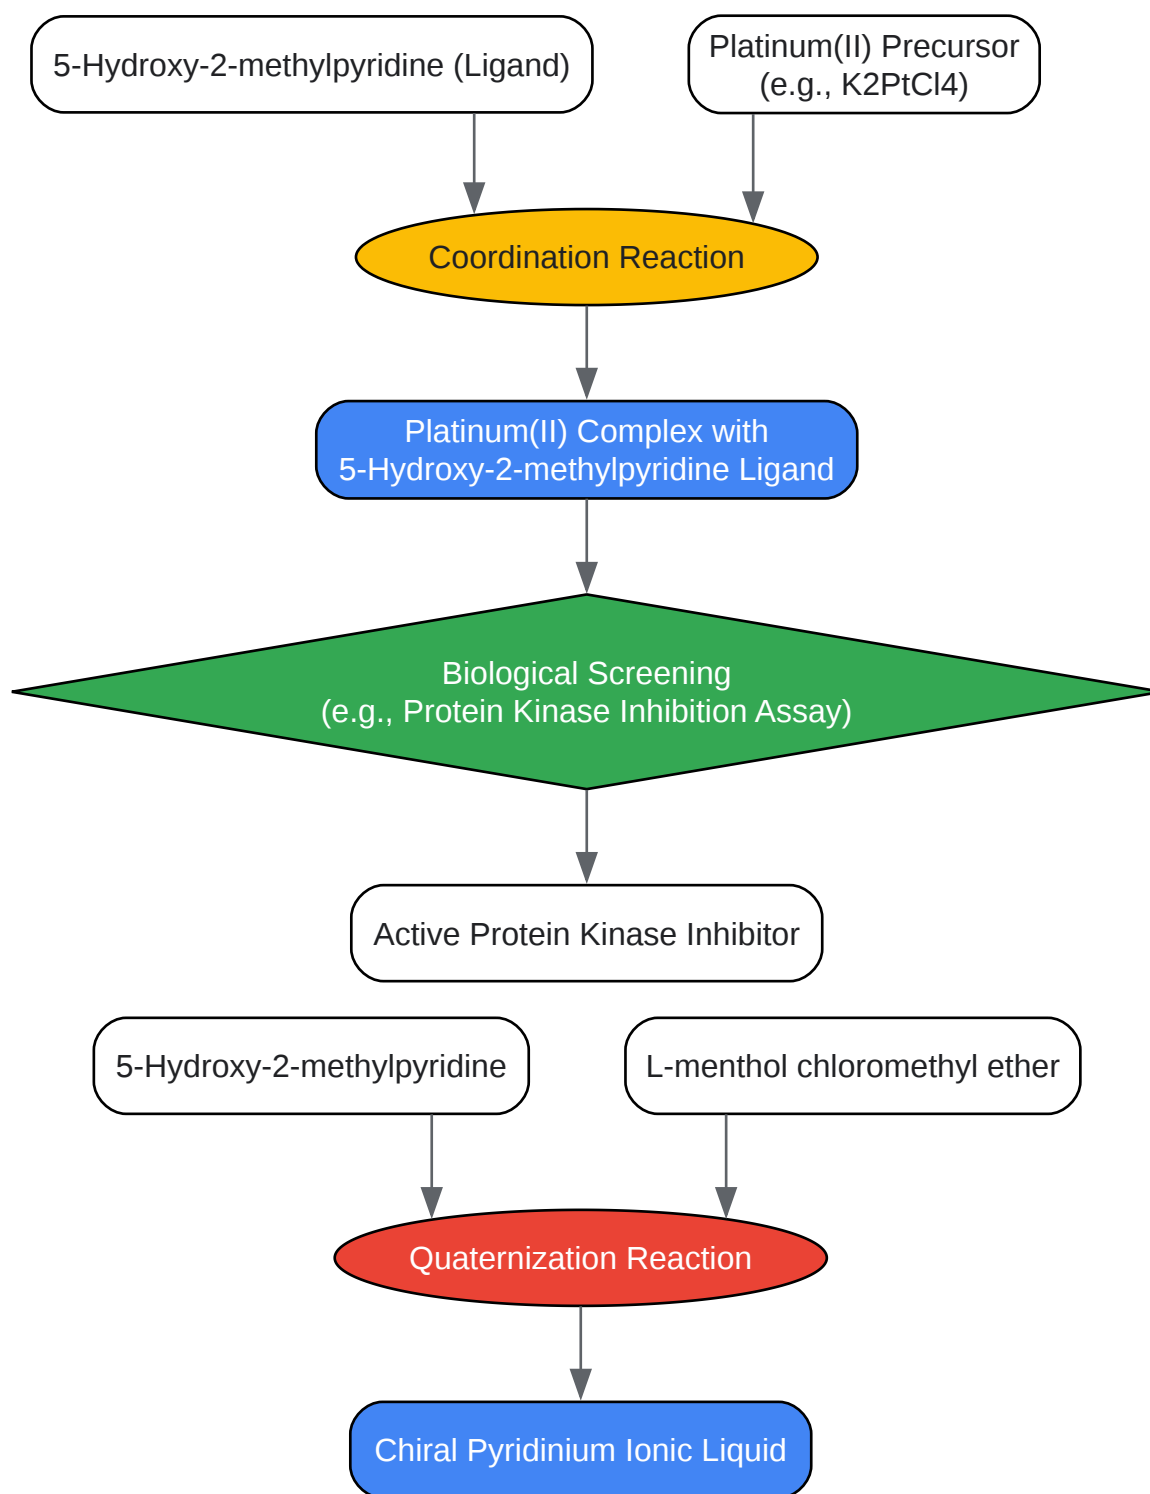 5-Hydroxy-2-methylpyridine (Ligand)
Platinum(II) Precursor
(e.g., K2PtCl4)
Coordination Reaction
Platinum(II) Complex with
5-Hydroxy-2-methylpyridine Ligand
Biological Screening
(e.g., Protein Kinase Inhibition Assay)
Active Protein Kinase Inhibitor
5-Hydroxy-2-methylpyridine
L-menthol chloromethyl ether
Quaternization Reaction
Chiral Pyridinium Ionic Liquid